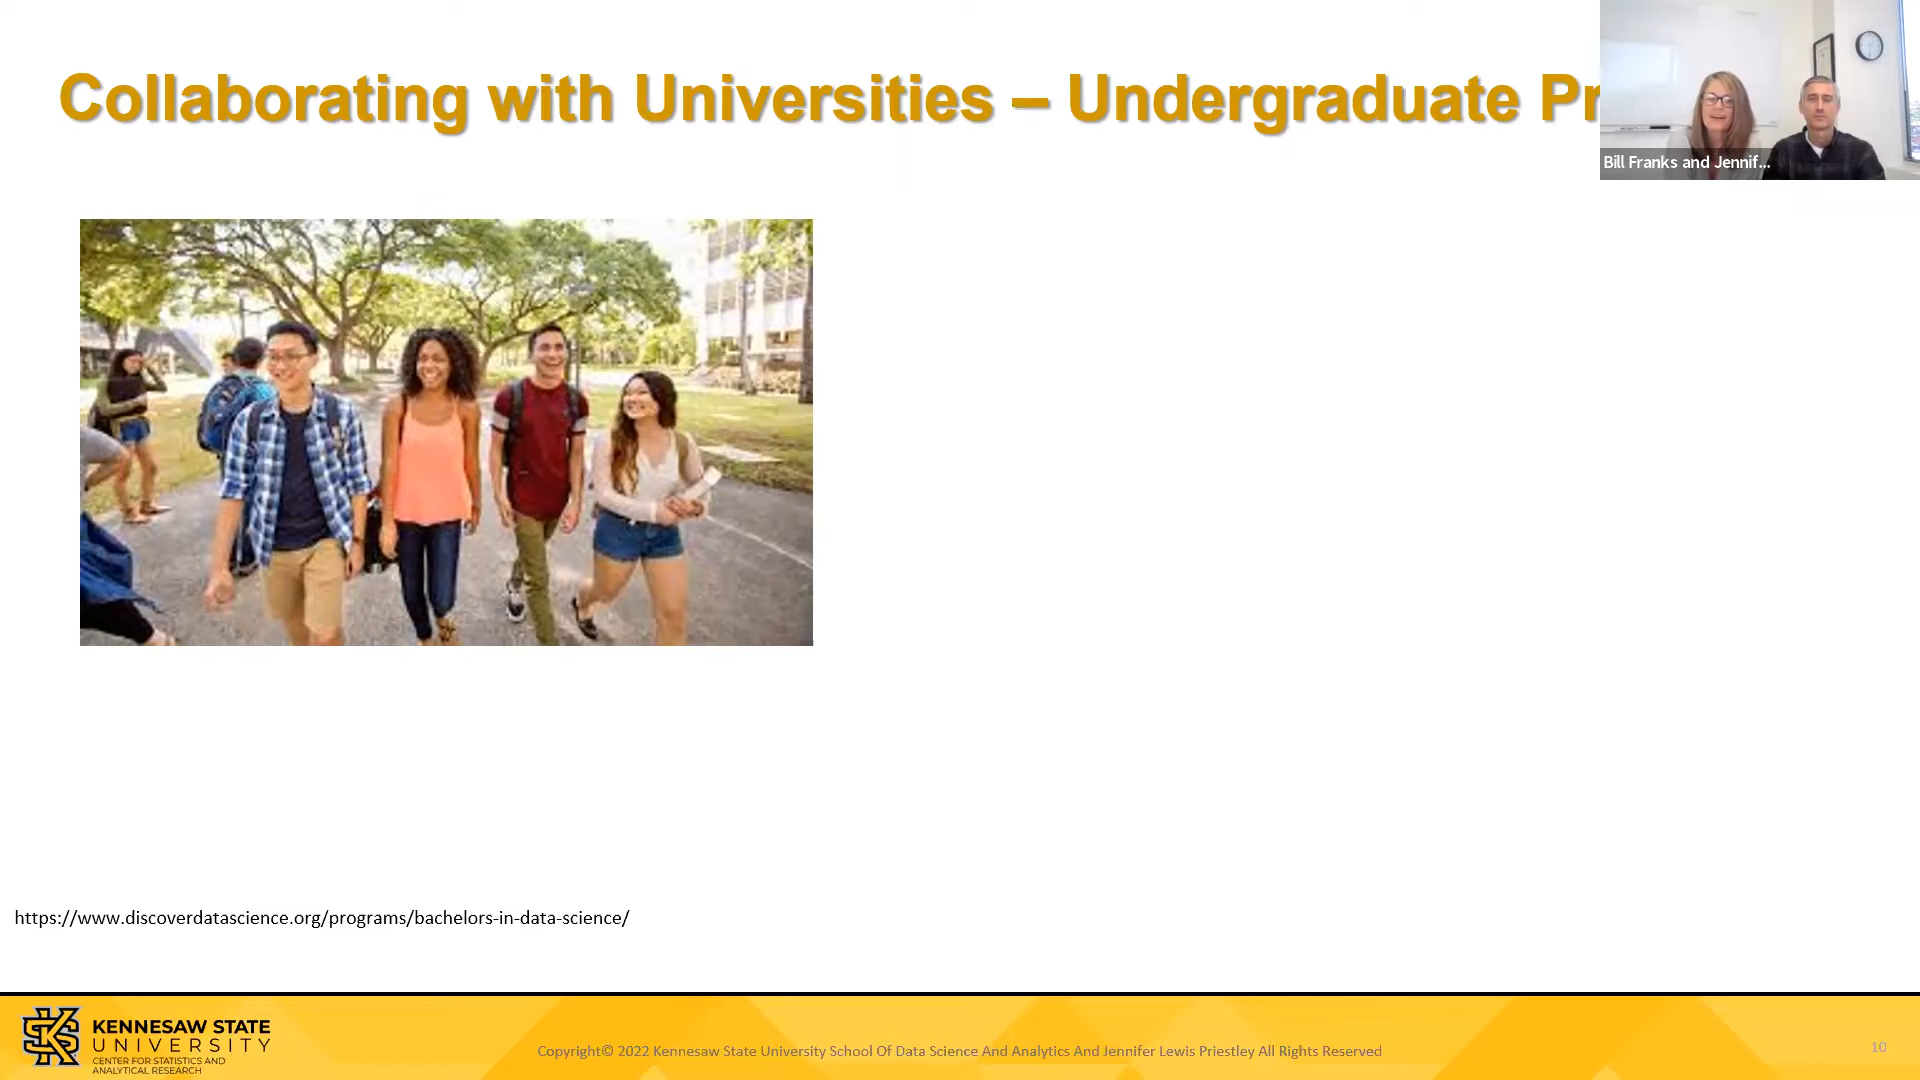 Collaborating with Universities – Undergraduate Pr
Bill Franks and Jennif...
https://www.discoverdatascience.org/programs/bachelors-in-data-science/
KENNESAW STATE
UNIVERSITY
CENTER FOR STATISTICS AND
ANALYTICAL RESEARCH
Copyright© 2022 Kennesaw State University School Of Data Science And Analytics And Jennifer Lewis Priestley All Rights Reserved
10